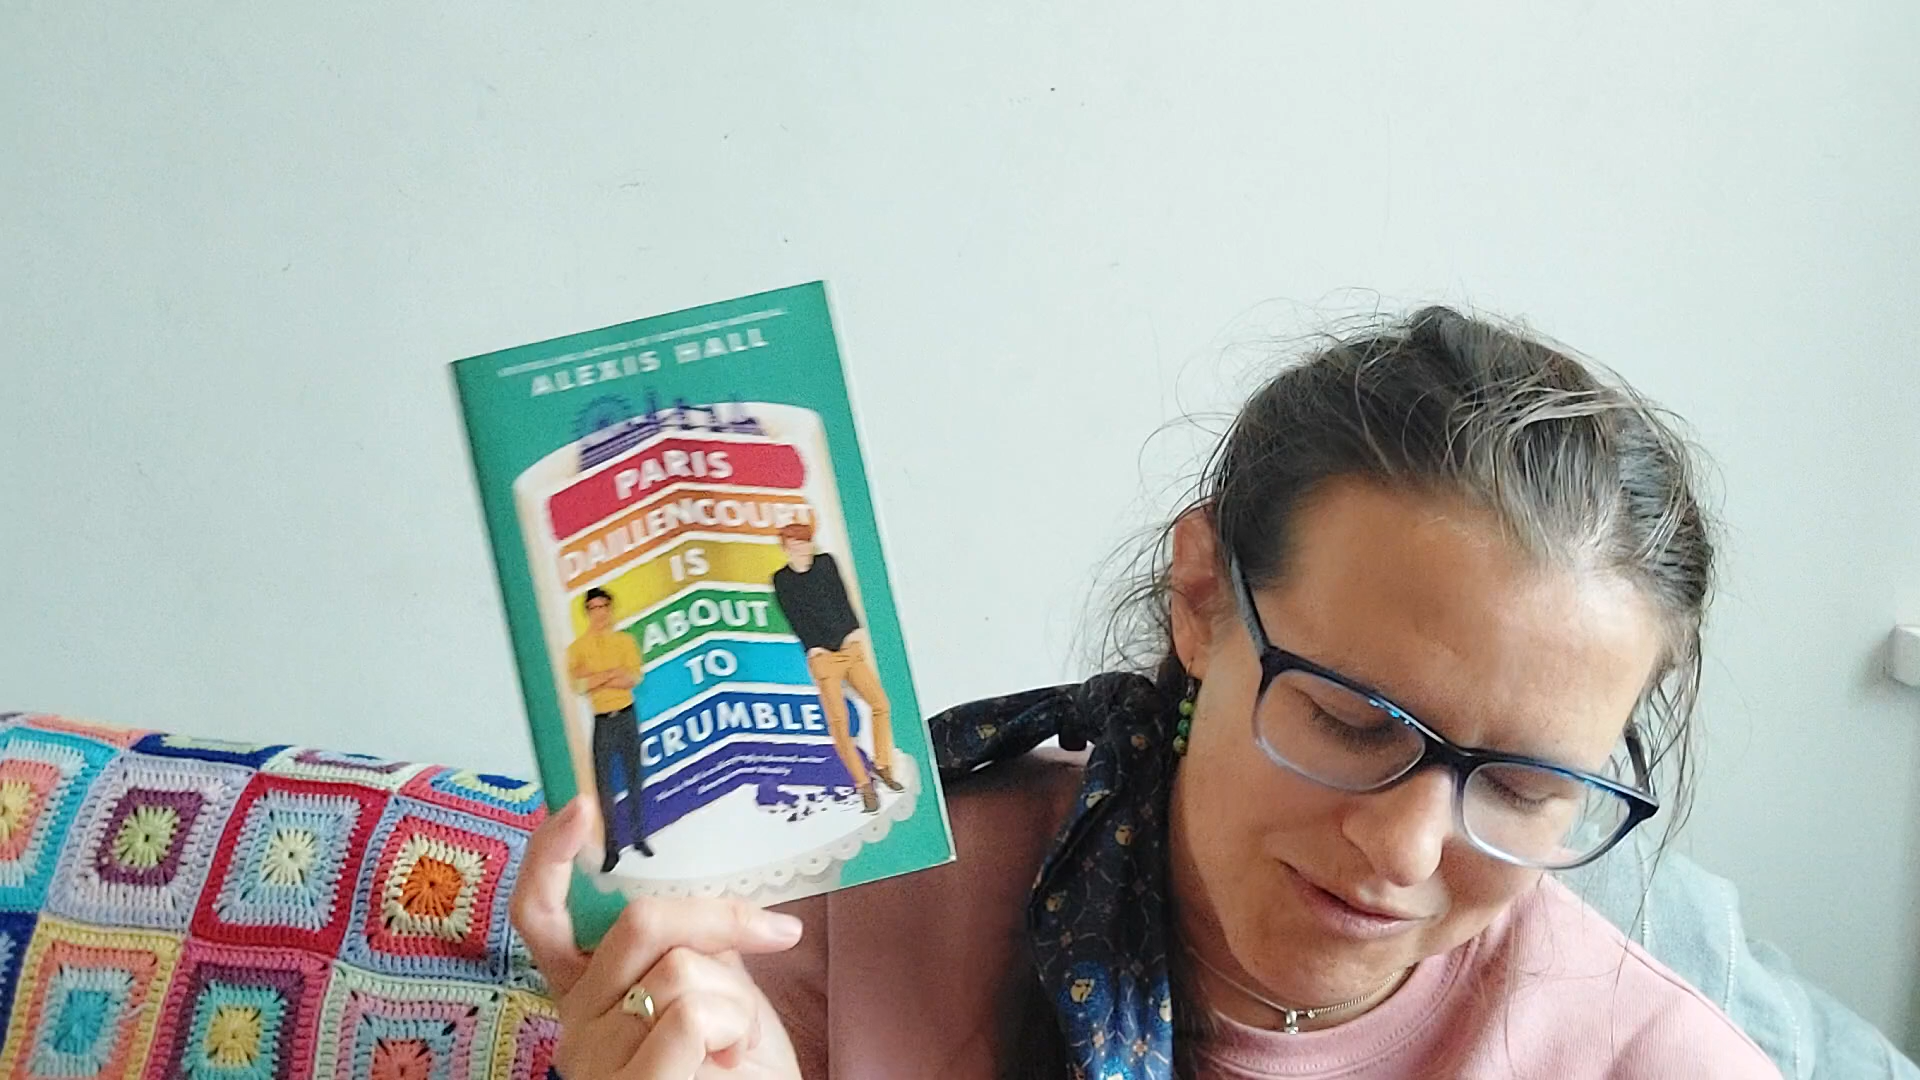 ALEXIS HALL
PARIS
DAILLENCOURT
IS
ABOUT
TO
CRUMBLE